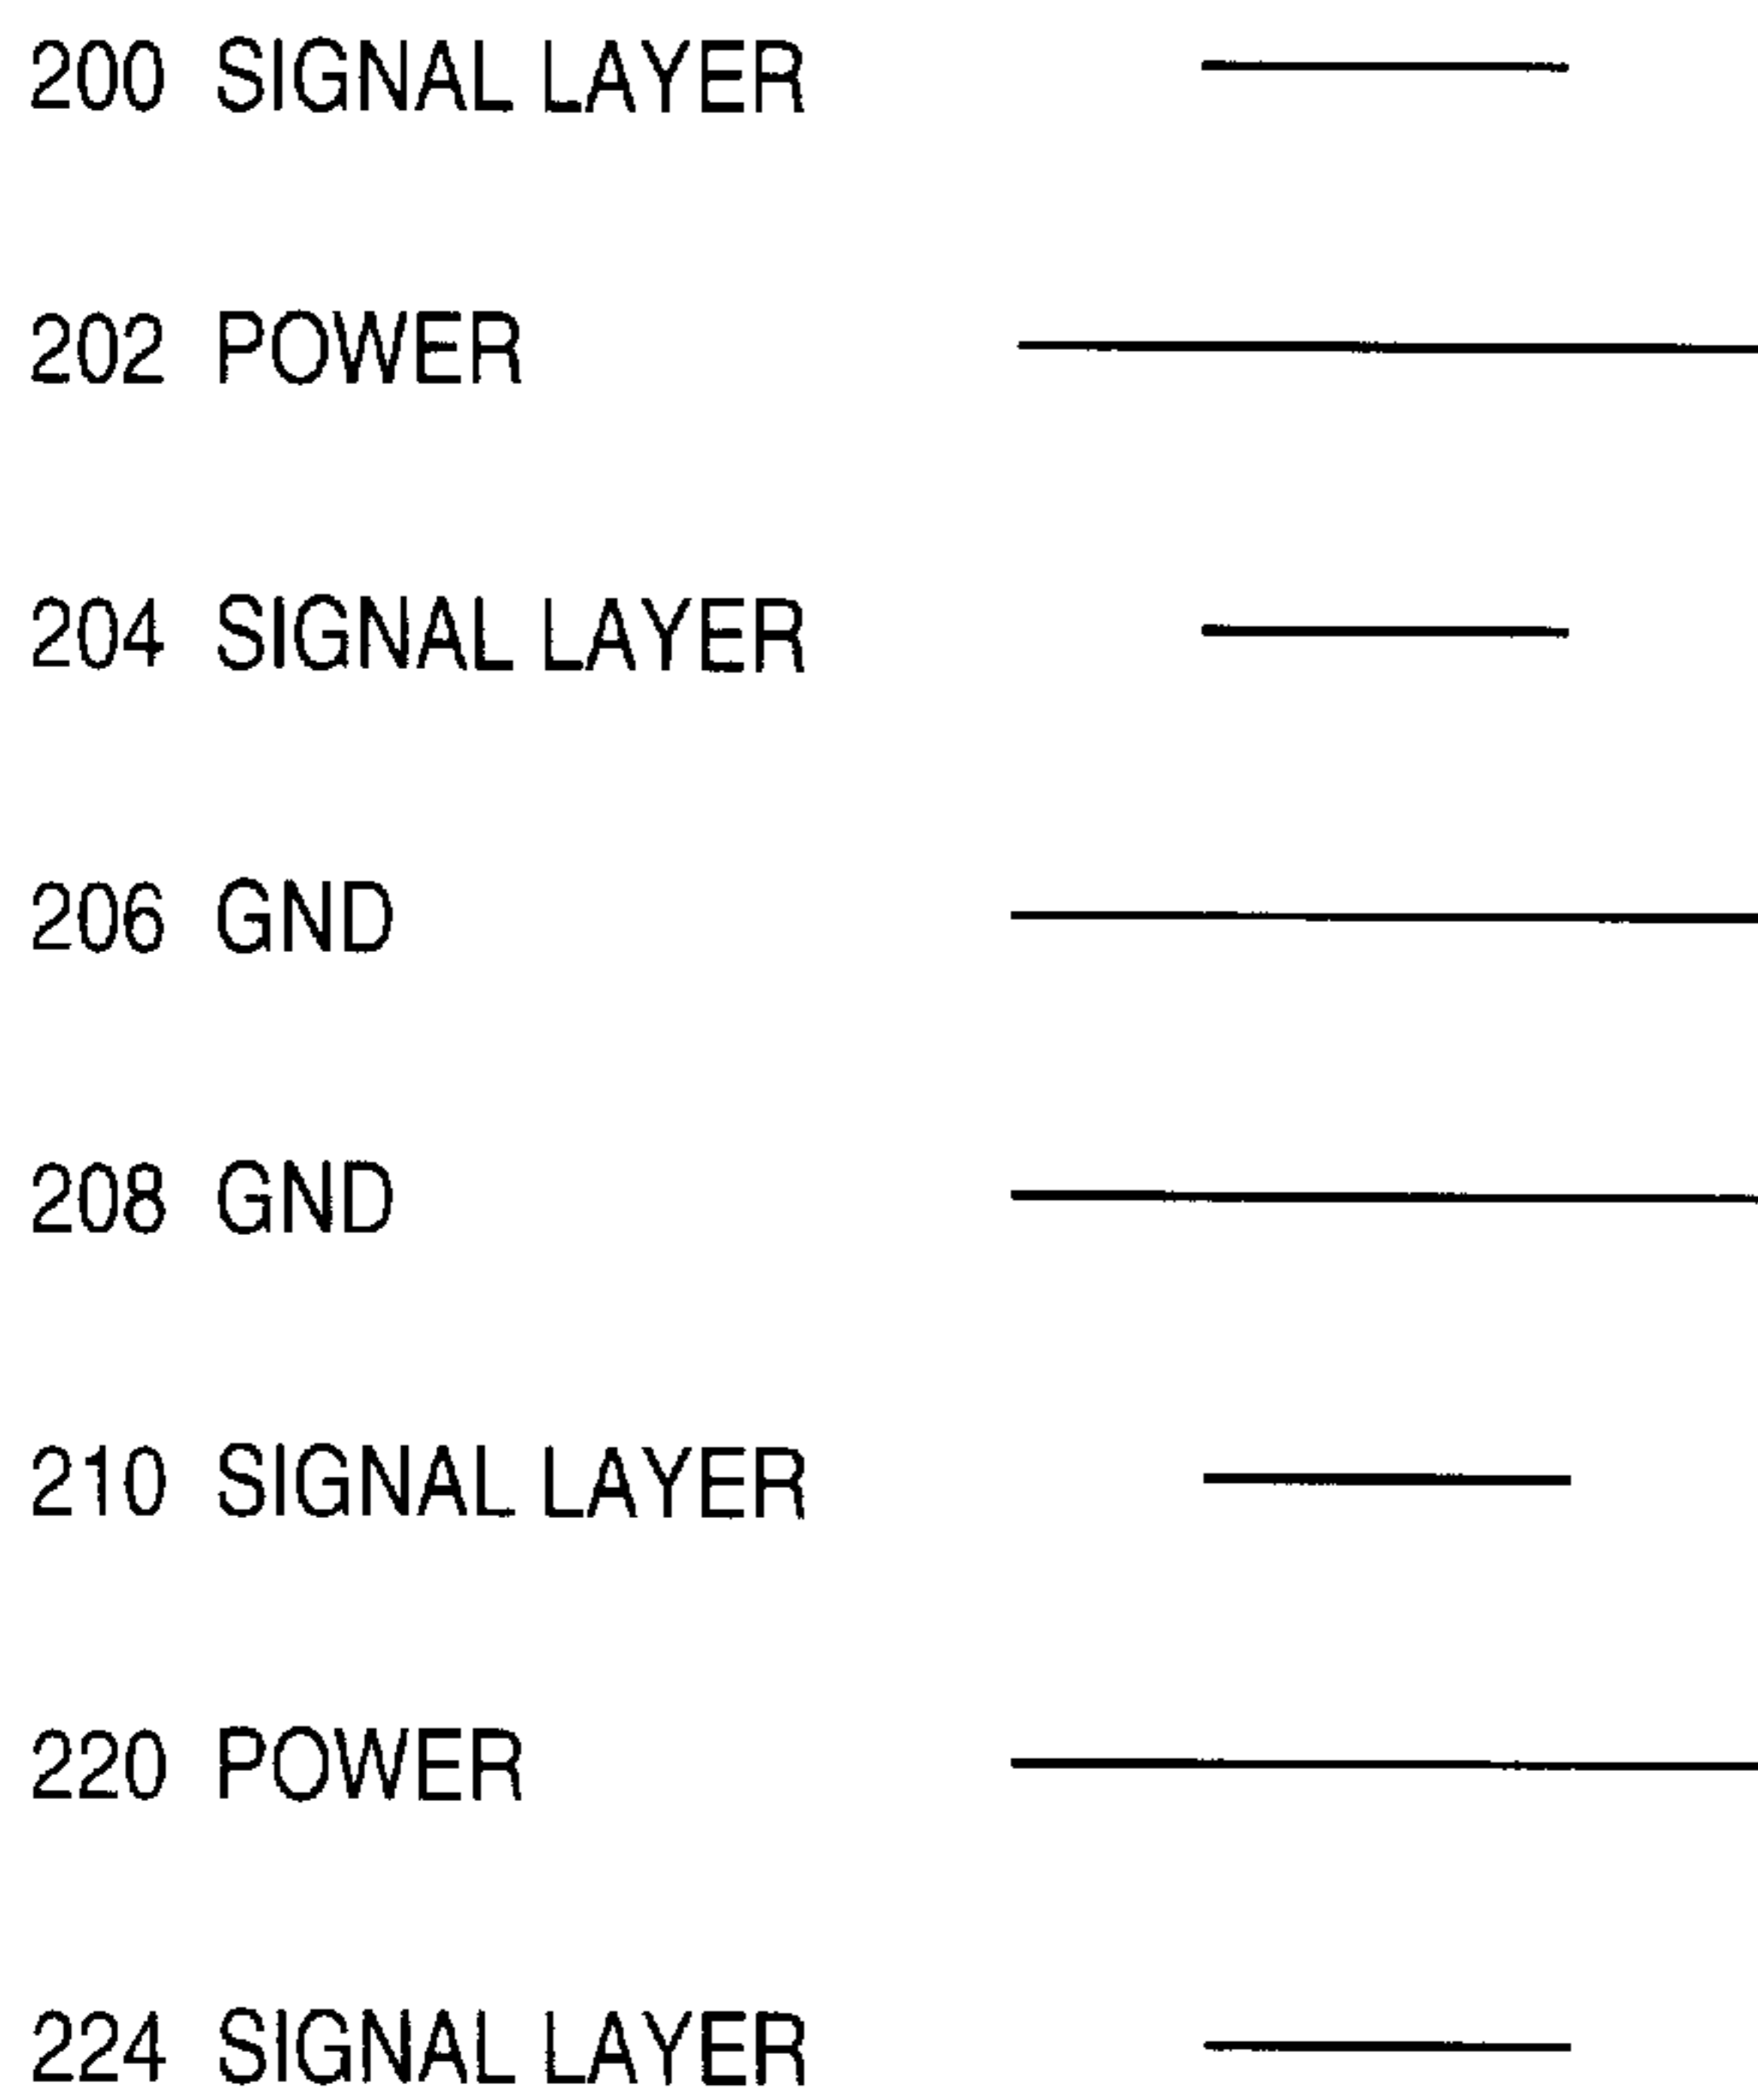 200 SIGNAL LAYER
202 POWER
204 SIGNAL LAYER
206 GND
208 GND
210 SIGNAL LAYER
220 POWER
224 SIGNAL LAYER